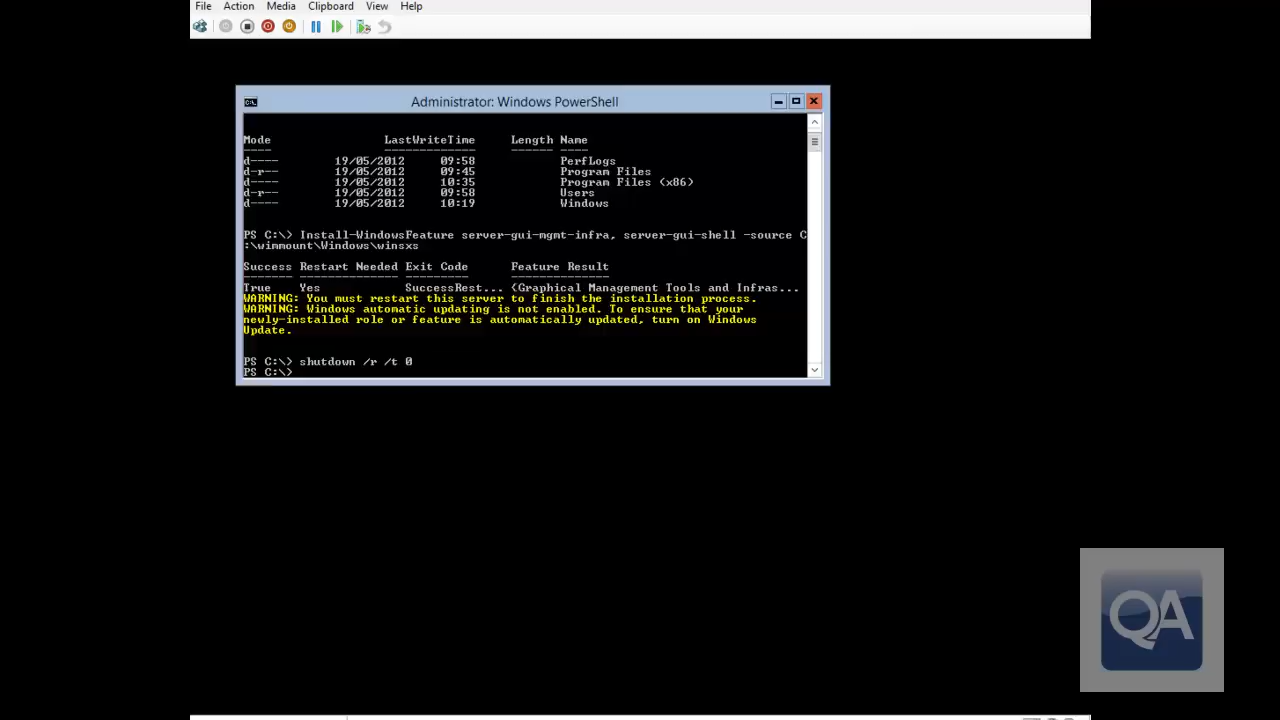 File Action Media Clipboard View Help
Administrator: Windows PowerShell
Mode LastWriteTime Length Name
---- ------------- ------ ----
d---- 19/05/2012 09:58 PerfLogs
d-r-- 19/05/2012 09:45 Program Files
d---- 19/05/2012 10:35 Program Files (x86)
d-r-- 19/05/2012 09:58 Users
d---- 19/05/2012 10:19 Windows
PS C:\> Install-WindowsFeature server-gui-mgmt-infra, server-gui-shell -source C
:\wimmount\Windows\winsxs
Success Restart Needed Exit Code Feature Result
------- -------------- --------- --------------
True Yes SuccessRest... {Graphical Management Tools and Infras...
WARNING: You must restart this server to finish the installation process.
WARNING: Windows automatic updating is not enabled. To ensure that your
newly-installed role or feature is automatically updated, turn on Windows
Update.
PS C:\> shutdown /r /t 0
PS C:\>
QA